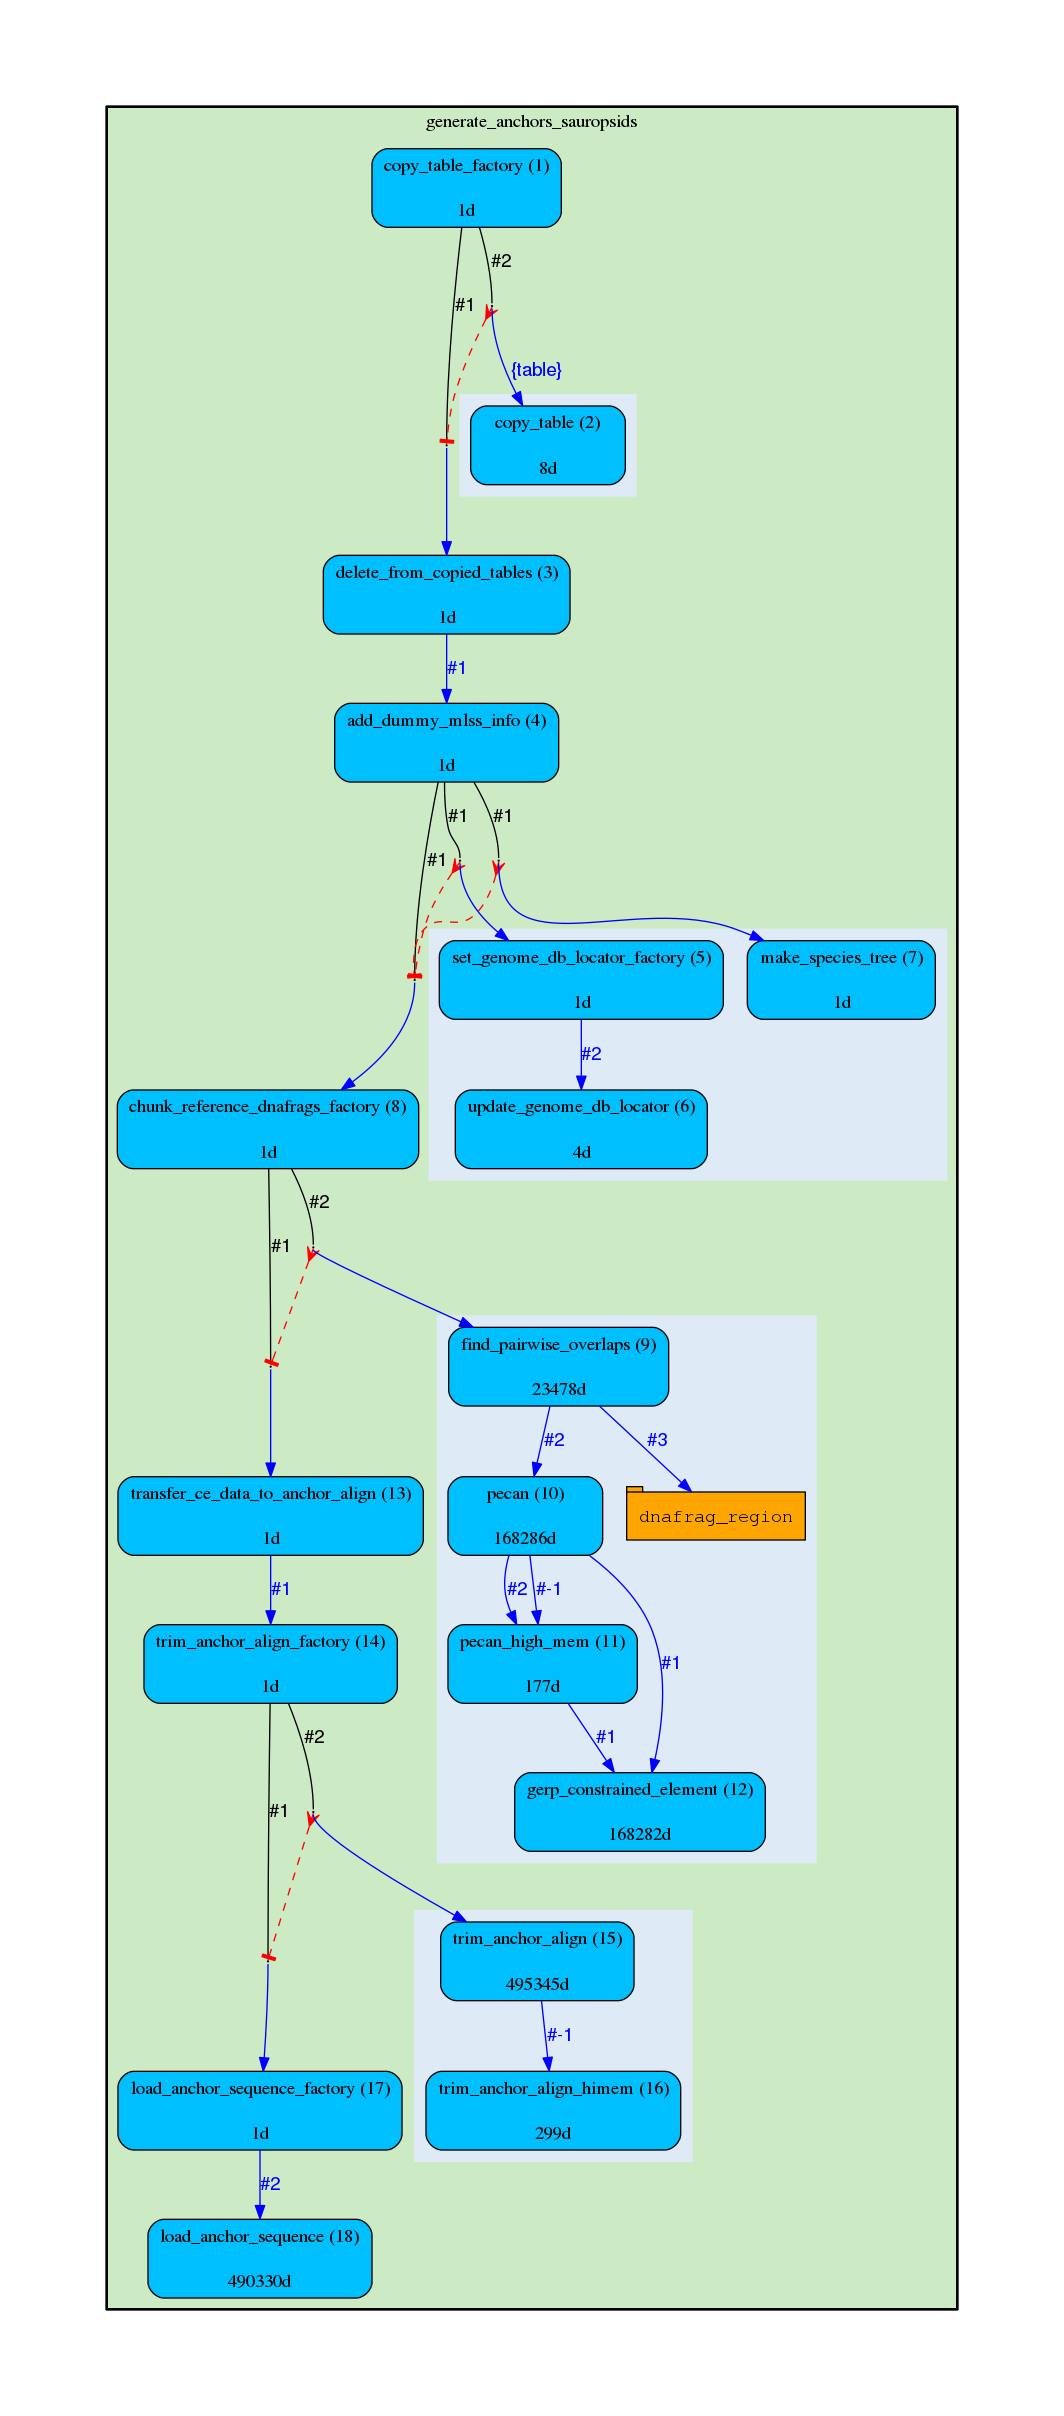 generate_anchors_sauropsids
copy_table_factory (1)
1d
#2
#1
{table}
copy_table (2)
8d
delete_from_copied_tables (3)
1d
#1
add_dummy_mlss_info (4)
1d
#1
#1
#1
set_genome_db_locator_factory (5)
1d
make_species_tree (7)
1d
#2
update_genome_db_locator (6)
4d
chunk_reference_dnafrags_factory (8)
1d
#2
#1
find_pairwise_overlaps (9)
23478d
#2
#3
transfer_ce_data_to_anchor_align (13)
1d
pecan (10)
168286d
dnafrag_region
#1
#2
#-1
trim_anchor_align_factory (14)
1d
pecan_high_mem (11)
177d
#1
#2
#1
#1
gerp_constrained_element (12)
168282d
trim_anchor_align (15)
495345d
#-1
load_anchor_sequence_factory (17)
1d
trim_anchor_align_himem (16)
299d
#2
load_anchor_sequence (18)
490330d